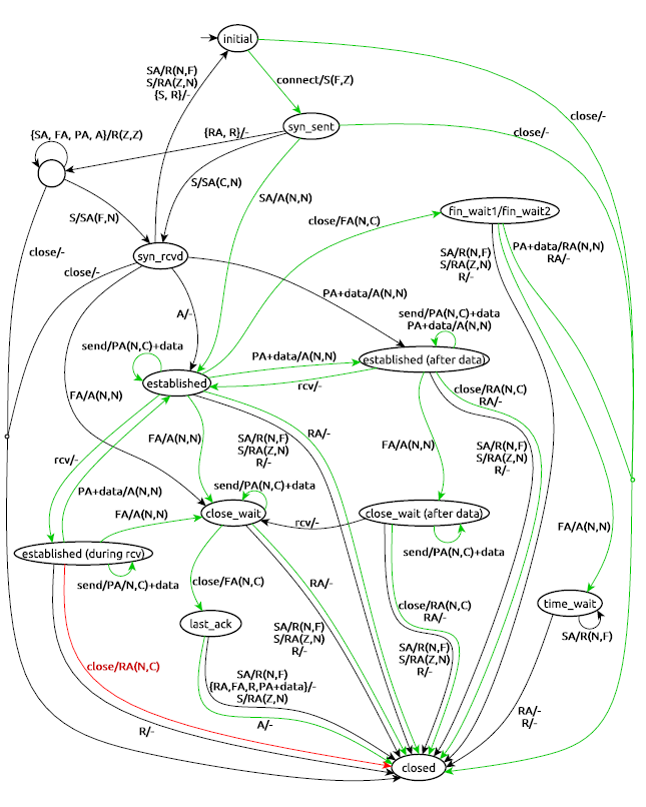 initial
SA/R(N,F)
S/RA(Z,N)
{S, R}/-
connect/S(F,Z)
close/-
{SA, FA, PA, A}/R(Z,Z)
{RA, R}/-
syn_sent
close/-
S/SA(C,N)
SA/A(N,N)
S/SA(F,N)
close/FA(N,C)
fin_wait1/fin_wait2
close/-
close/-
syn_rcvd
SA/R(N,F)
S/RA(Z,N)
R/-
PA+data/RA(N,N)
RA/-
PA+data/A(N,N)
A/-
send/PA(N,C)+data
PA+data/A(N,N)
send/PA(N,C)+data
PA+data/A(N,N)
established (after data)
established
rcv/-
close/RA(N,C)
RA/-
FA/A(N,N)
FA/A(N,N)
SA/R(N,F)
S/RA(Z,N)
R/-
RA/-
FA/A(N,N)
SA/R(N,F)
S/RA(Z,N)
R/-
rcv/-
PA+data/A(N,N)
send/PA(N,C)+data
FA/A(N,N)
close_wait
rcv/-
close_wait (after data)
FA/A(N,N)
established (during rcv)
send/PA(N,C)+data
send/PA(N,C)+data
close/FA(N,C)
RA/-
close/RA(N,C)
RA/-
time_wait
last_ack
SA/R(N,F)
S/RA(Z,N)
R/-
SA/R(N,F)
SA/R(N,F)
S/RA(Z,N)
R/-
close/RA(N,C)
SA/R(N,F)
{RA,FA,R,PA+data}/-
S/RA(Z,N)
RA/-
R/-
R/-
A/-
closed